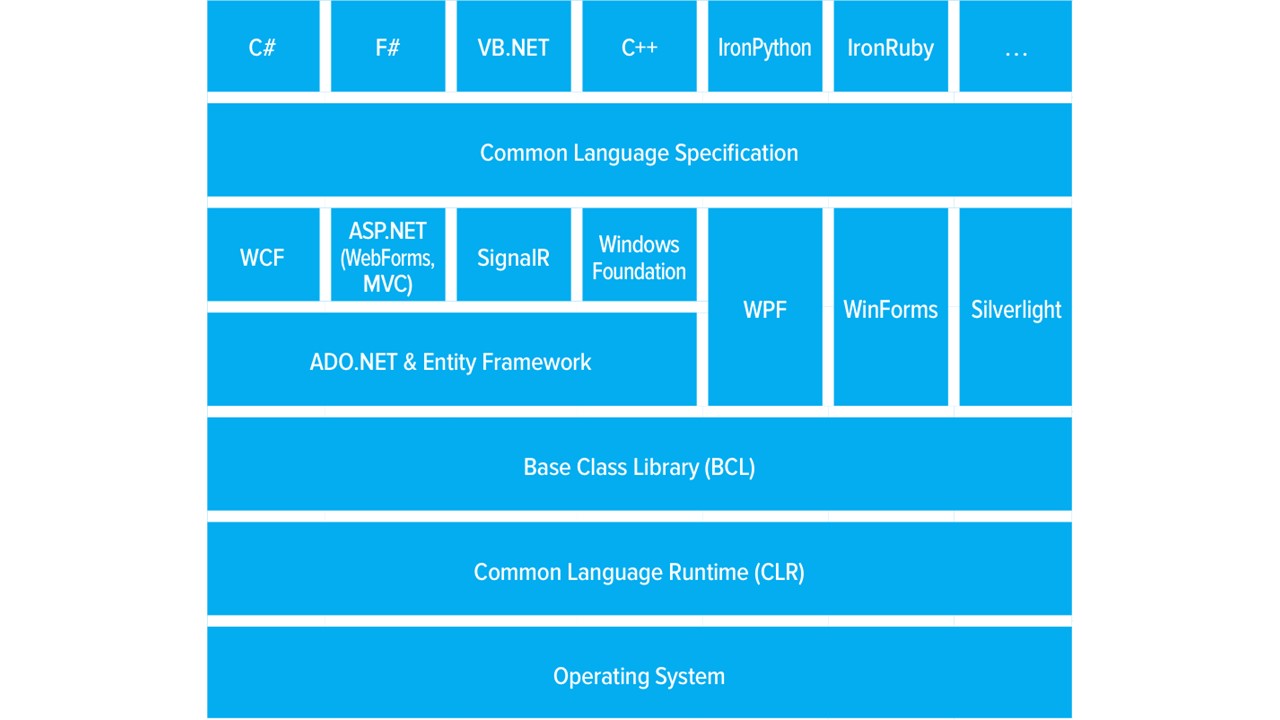 C#
F#
VB.NET
C++
IronPython
IronRuby
...
Common Language Specification
WCF
ASP.NET
(WebForms,
MVC)
SignalR
Windows
Foundation
WPF
WinForms
Silverlight
ADO.NET & Entity Framework
Base Class Library (BCL)
Common Language Runtime (CLR)
Operating System